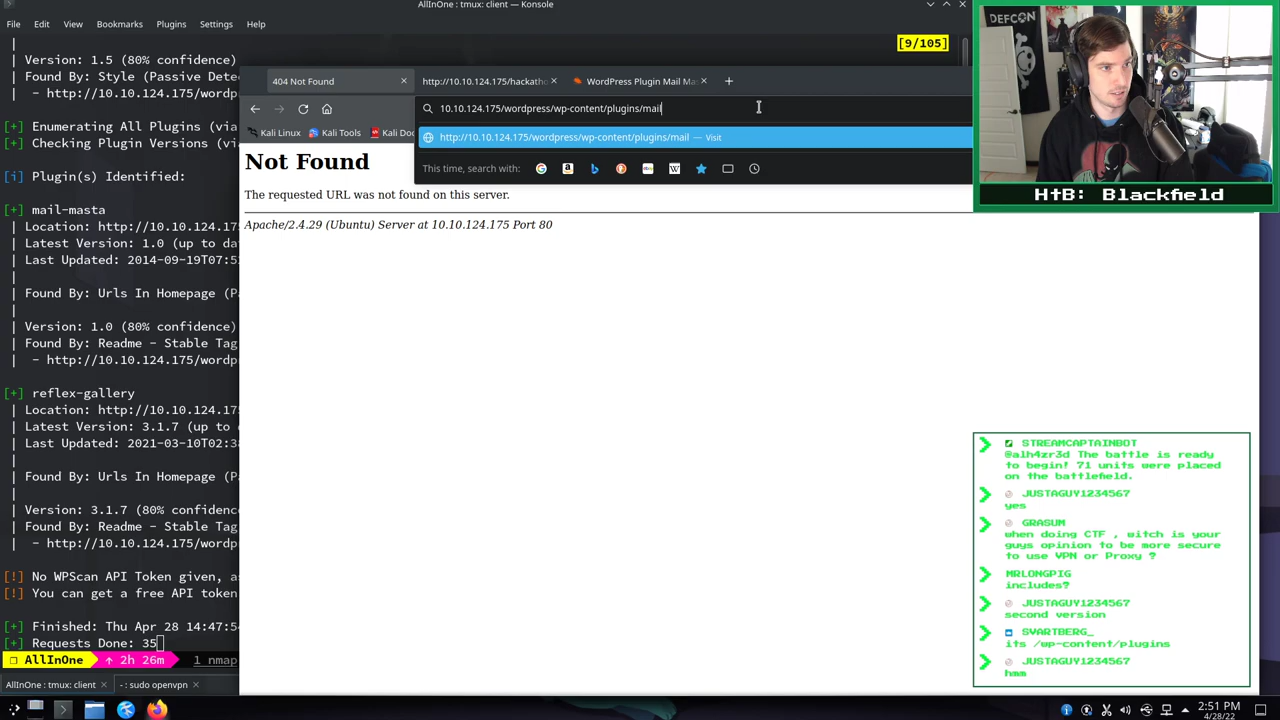 AllInOne : tmux: client — Konsole
File Edit View Bookmarks Plugins Settings Help
|
[9/105]
| Version: 1.5 (80% confidence)
| Found By: Style (Passive Dete
| - http://10.10.124.175/wordp
[+] Enumerating All Plugins (via
[+] Checking Plugin Versions (vi
[i] Plugin(s) Identified:
[+] mail-masta
| Location: http://10.10.124.17
| Latest Version: 1.0 (up to da
| Last Updated: 2014-09-19T07:5
|
| Found By: Urls In Homepage (P
|
| Version: 1.0 (80% confidence)
| Found By: Readme - Stable Tag
| - http://10.10.124.175/wordp
[+] reflex-gallery
| Location: http://10.10.124.17
| Latest Version: 3.1.7 (up to
| Last Updated: 2021-03-10T02:3
|
| Found By: Urls In Homepage (P
|
| Version: 3.1.7 (80% confidenc
| Found By: Readme - Stable Tag
| - http://10.10.124.175/wordp
[!] No WPScan API Token given, a
[!] You can get a free API token
[+] Finished: Thu Apr 28 14:47:5
[+] Requests Done: 35
AllInOne ↑ 2h 26m 1 nmap
AllInOne : tmux: client × - : sudo openvpn ×
404 Not Found
http://10.10.124.175/wordpres ×
WordPress Plugin Mail Ma ×
+
10.10.124.175/wordpress/wp-content/plugins/mail
Kali Linux Kali Tools Kali Doc
http://10.10.124.175/wordpress/wp-content/plugins/mail — Visit
This time, search with:
Not Found
The requested URL was not found on this server.
Apache/2.4.29 (Ubuntu) Server at 10.10.124.175 Port 80
DEFCON
HtB: Blackfield
STREAMCAPTAINBOT
@alh4zr3d The battle is ready
to begin! 71 units were placed
on the battlefield.
JUSTAGUY1234567
yes
GRASUM
when doing CTF , witch is your
guys opinion to be more secure
to use VPN or Proxy ?
MRLONGPIG
includes?
JUSTAGUY1234567
second version
SVARTBERG_
its /wp-content/plugins
JUSTAGUY1234567
hmm
2:51 PM
4/28/22